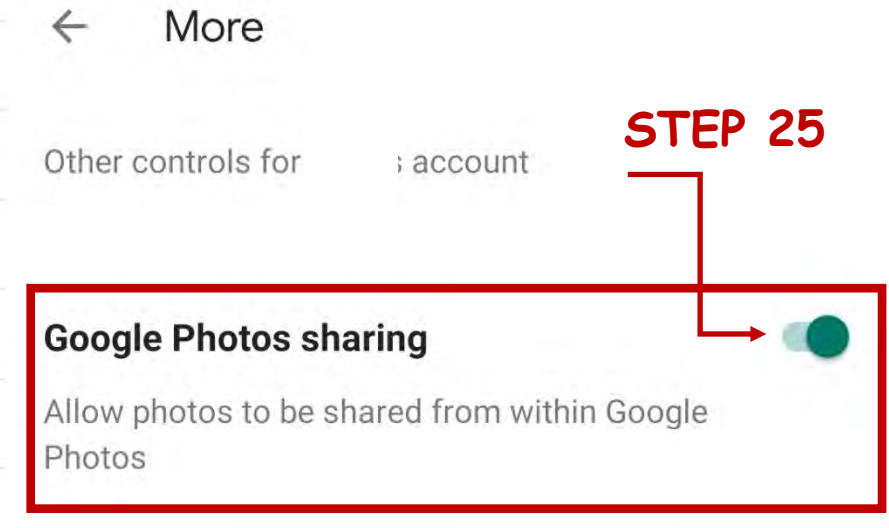 More
STEP 25
Other controls for s account
Google Photos sharing
Allow photos to be shared from within Google
Photos